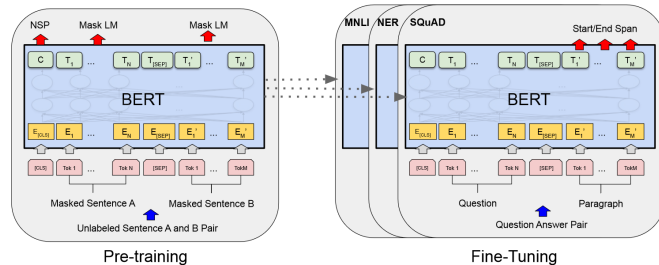 NSP Mask LM Mask LM
C T1 ... TN T[SEP] T1' ... TM'
BERT
E[CLS] E1 ... EN E[SEP] E1' ... EM'
[CLS] Tok 1 ... Tok N [SEP] Tok 1 ... TokM
Masked Sentence A Masked Sentence B
Unlabeled Sentence A and B Pair
Pre-training
MNLI NER SQuAD
Start/End Span
C T1 ... TN T[SEP] T1' ... TM'
BERT
E[CLS] E1 ... EN E[SEP] E1' ... EM'
[CLS] Tok 1 ... Tok N [SEP] Tok 1 ... TokM
Question Paragraph
Question Answer Pair
Fine-Tuning